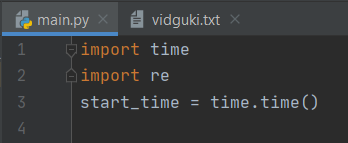 main.py vidguki.txt
1 import time
2 import re
3 start_time = time.time()
4